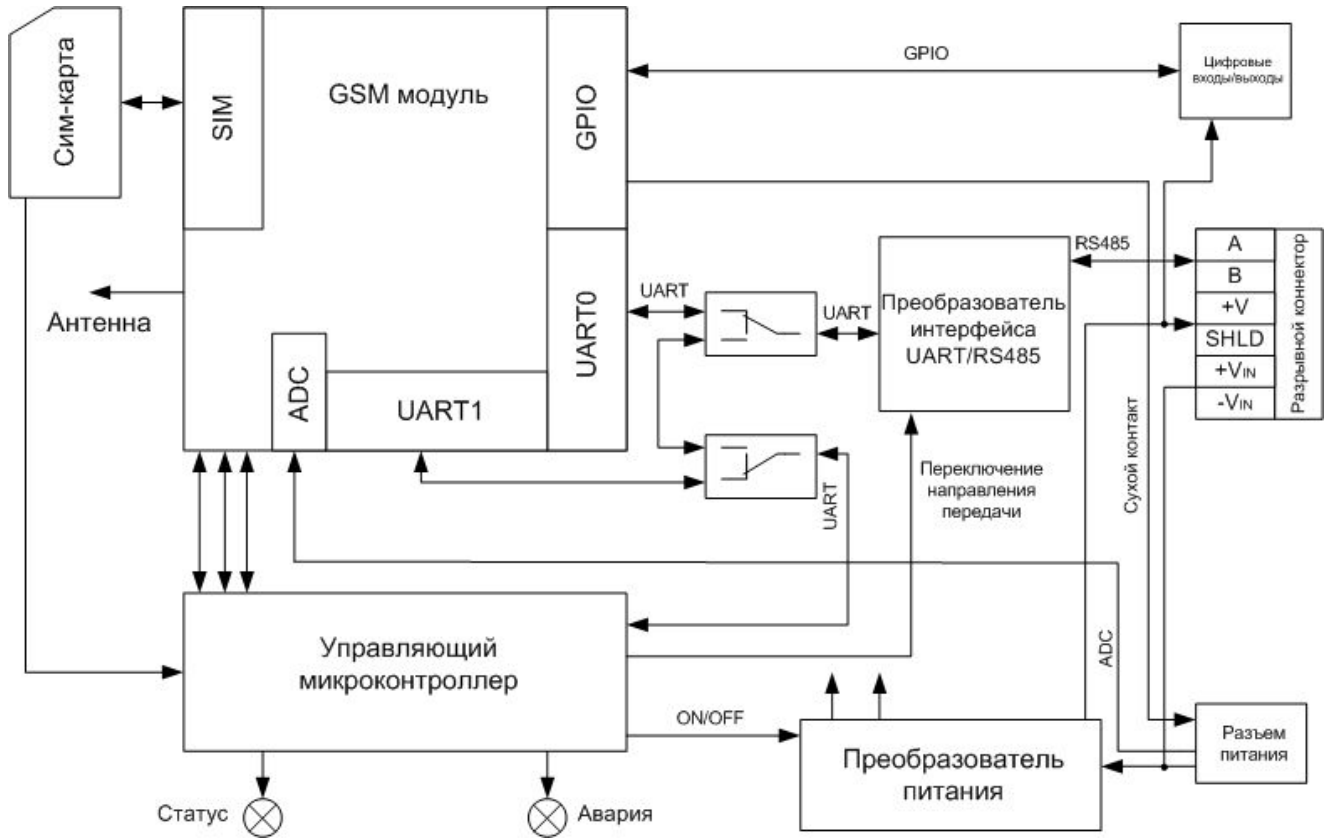 Сим-карта
SIM
GSM модуль
GPIO
GPIO
Цифровые
входы/выходы
Антенна
ADC
UART1
UART0
UART
UART
UART
Преобразователь
интерфейса
UART/RS485
RS485
A
B
+V
SHLD
+VIN
-VIN
Разрывной коннектор
Переключение
направления
передачи
Сухой контакт
ADC
Управляющий
микроконтроллер
ON/OFF
Преобразователь
питания
Разъем
питания
Статус
Авария